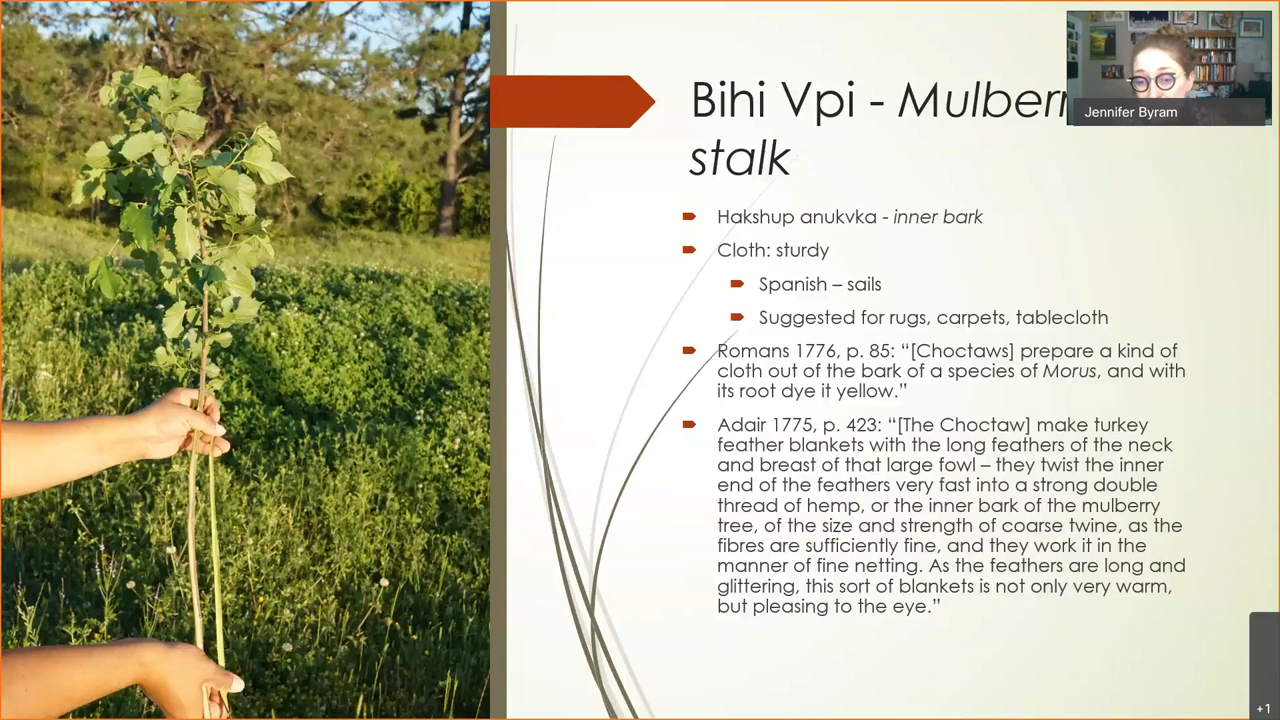 Bihi Vpi - Mulberr
stalk
Jennifer Byram
Hakshup anukvka - inner bark
Cloth: sturdy
Spanish – sails
Suggested for rugs, carpets, tablecloth
Romans 1776, p. 85: “[Choctaws] prepare a kind of
cloth out of the bark of a species of Morus, and with
its root dye it yellow.”
Adair 1775, p. 423: “[The Choctaw] make turkey
feather blankets with the long feathers of the neck
and breast of that large fowl – they twist the inner
end of the feathers very fast into a strong double
thread of hemp, or the inner bark of the mulberry
tree, of the size and strength of coarse twine, as the
fibres are sufficiently fine, and they work it in the
manner of fine netting. As the feathers are long and
glittering, this sort of blankets is not only very warm,
but pleasing to the eye.”
+1